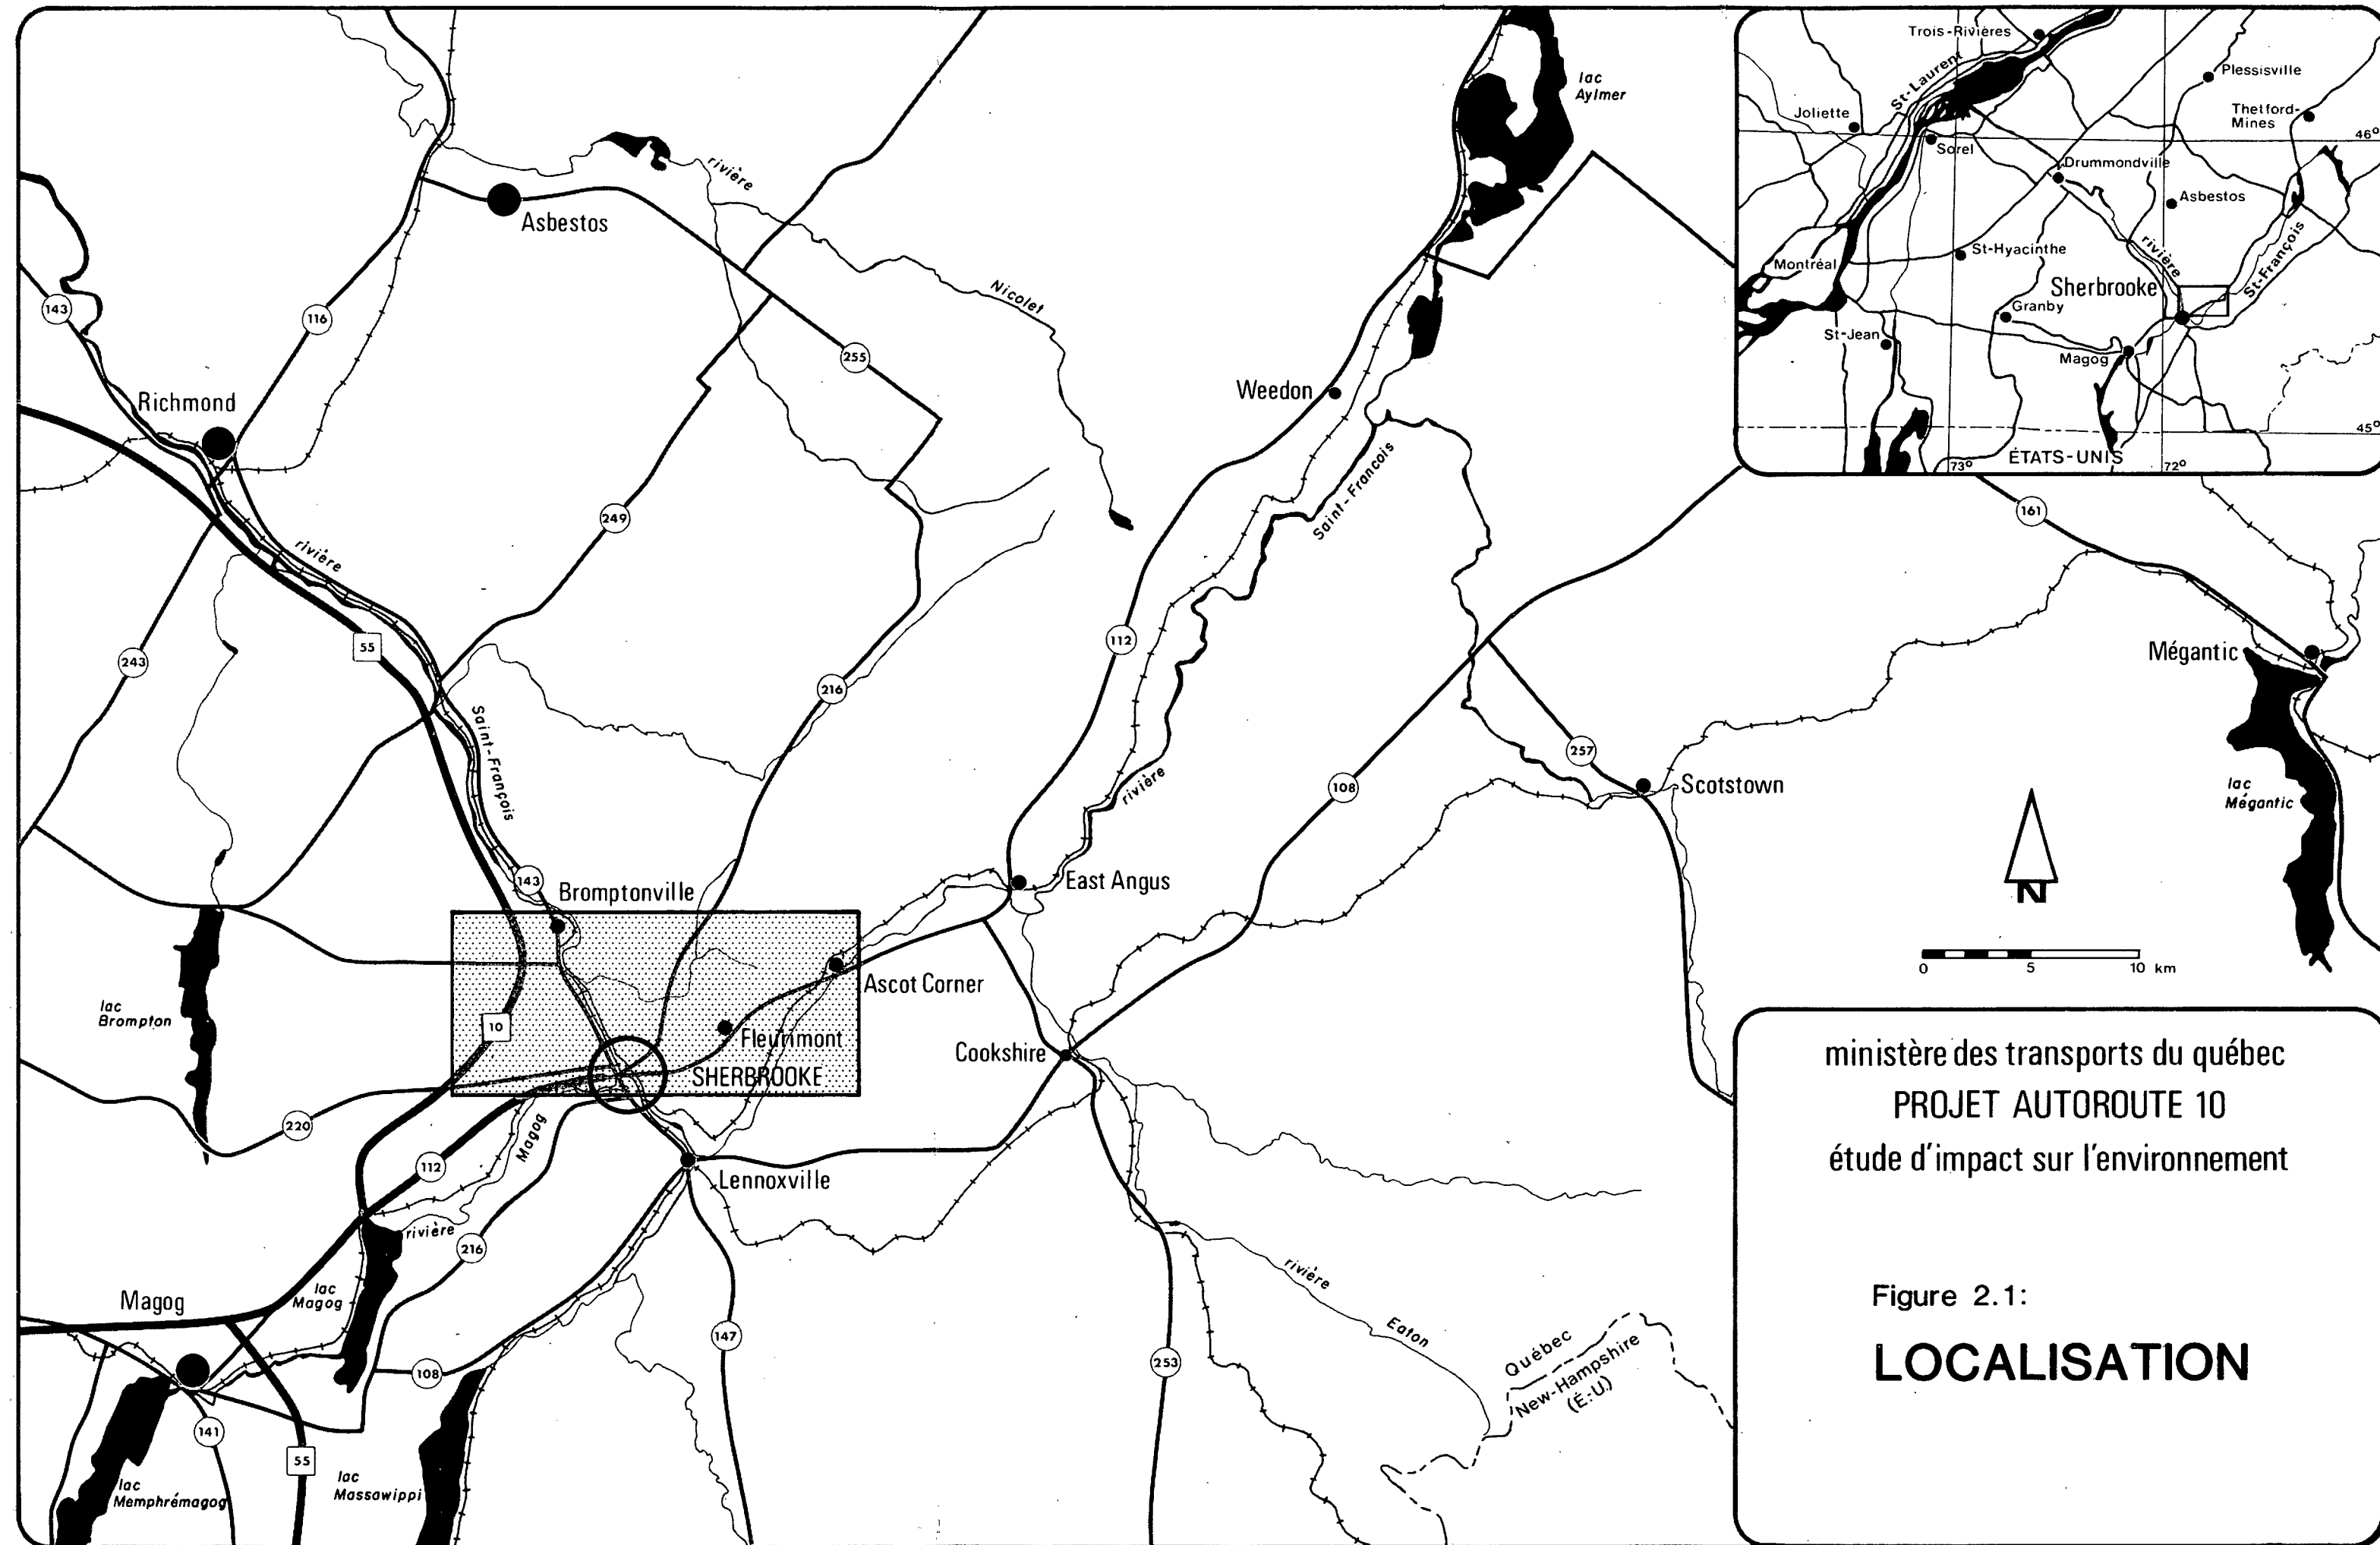 lac
Aylmer
rivière
Asbestos
Nicolet
143
116
255
Richmond
Weedon
Saint-François
249
rivière
112
243
55
216
161
Mégantic
Saint-François
257
108
Scotstown
rivière
lac
Mégantic
143
Bromptonville
East Angus
N
0
5
10 km
Ascot Corner
lac
Brompton
10
Fleurimont
SHERBROOKE
Cookshire
220
Magog
112
Lennoxville
rivière
216
lac
Magog
Magog
rivière
Eaton
147
253
108
Québec
New-Hampshire
(É.-U.)
141
55
lac
Memphrémagog
lac
Massawippi
Trois-Rivières
St-Laurent
Plessisville
Joliette
Thetford-
Mines
46°
Sorel
Drummondville
Asbestos
St-Hyacinthe
rivière
St-François
Montréal
Sherbrooke
Granby
St-Jean
Magog
45°
ÉTATS-UNIS
73°
72°
ministère des transports du québec
PROJET AUTOROUTE 10
étude d'impact sur l'environnement
Figure 2.1:
LOCALISATION